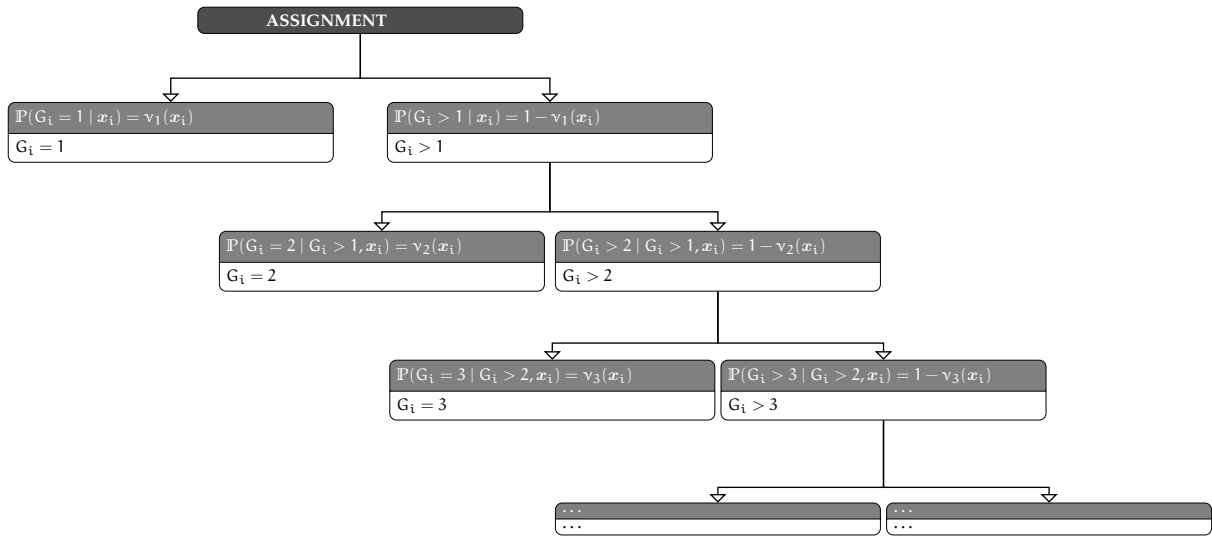 ASSIGNMENT
ℙ(Gᵢ = 1 | 𝒙ᵢ) = ν₁(𝒙ᵢ)
Gᵢ = 1
ℙ(Gᵢ > 1 | 𝒙ᵢ) = 1 − ν₁(𝒙ᵢ)
Gᵢ > 1
ℙ(Gᵢ = 2 | Gᵢ > 1, 𝒙ᵢ) = ν₂(𝒙ᵢ)
Gᵢ = 2
ℙ(Gᵢ > 2 | Gᵢ > 1, 𝒙ᵢ) = 1 − ν₂(𝒙ᵢ)
Gᵢ > 2
ℙ(Gᵢ = 3 | Gᵢ > 2, 𝒙ᵢ) = ν₃(𝒙ᵢ)
Gᵢ = 3
ℙ(Gᵢ > 3 | Gᵢ > 2, 𝒙ᵢ) = 1 − ν₃(𝒙ᵢ)
Gᵢ > 3
...
...
...
...